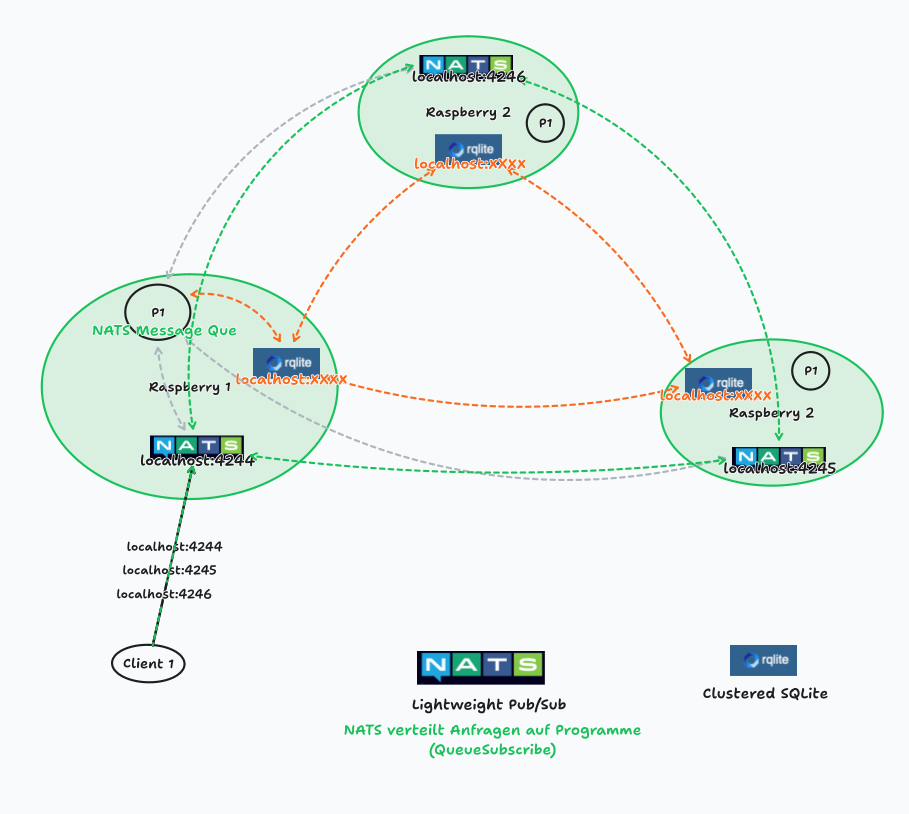 NATS
localhost:4246
Raspberry 2
P1
rqlite
localhost:XXXX
P1
NATS Message Que
rqlite
localhost:XXXX
Raspberry 1
NATS
localhost:4244
P1
rqlite
localhost:XXXX
Raspberry 2
NATS
localhost:4245
localhost:4244
localhost:4245
localhost:4246
Client 1
NATS
Lightweight Pub/Sub
NATS verteilt Anfragen auf Programme
(QueueSubscribe)
rqlite
Clustered SQLite